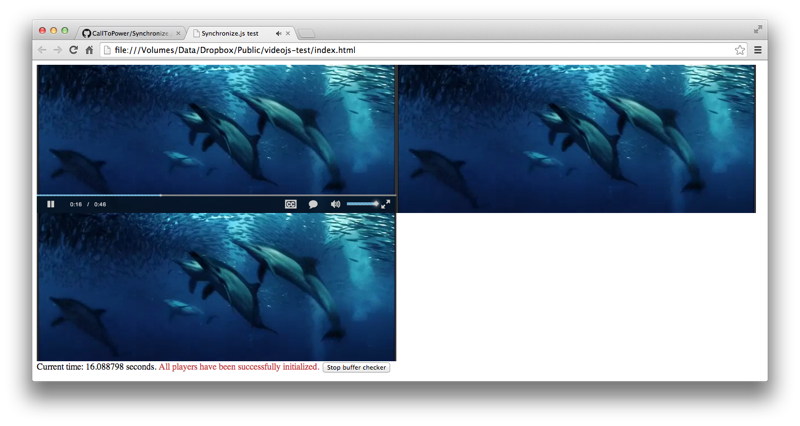 CallToPower/Synchronize.
Synchronize.js test
file:///Volumes/Data/Dropbox/Public/videojs-test/index.html
0:16 / 0:46
CC
Current time: 16.088798 seconds. All players have been successfully initialized. Stop buffer checker